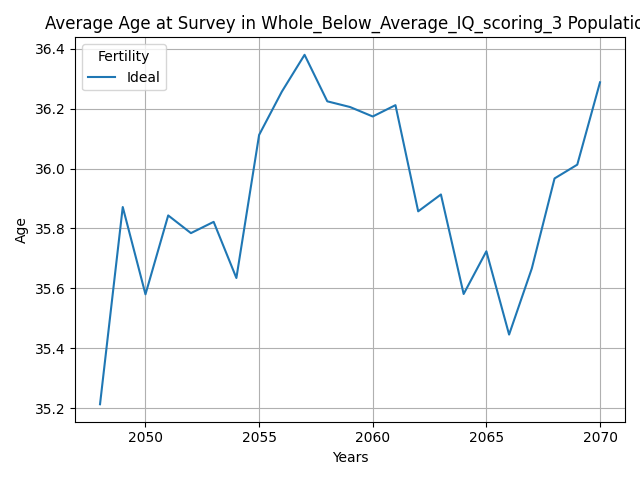 Average Age at Survey in Whole_Below_Average_IQ_scoring_3 Populatio
Fertility
Ideal
36.4
36.2
36.0
35.8
35.6
35.4
35.2
Age
2050 2055 2060 2065 2070
Years